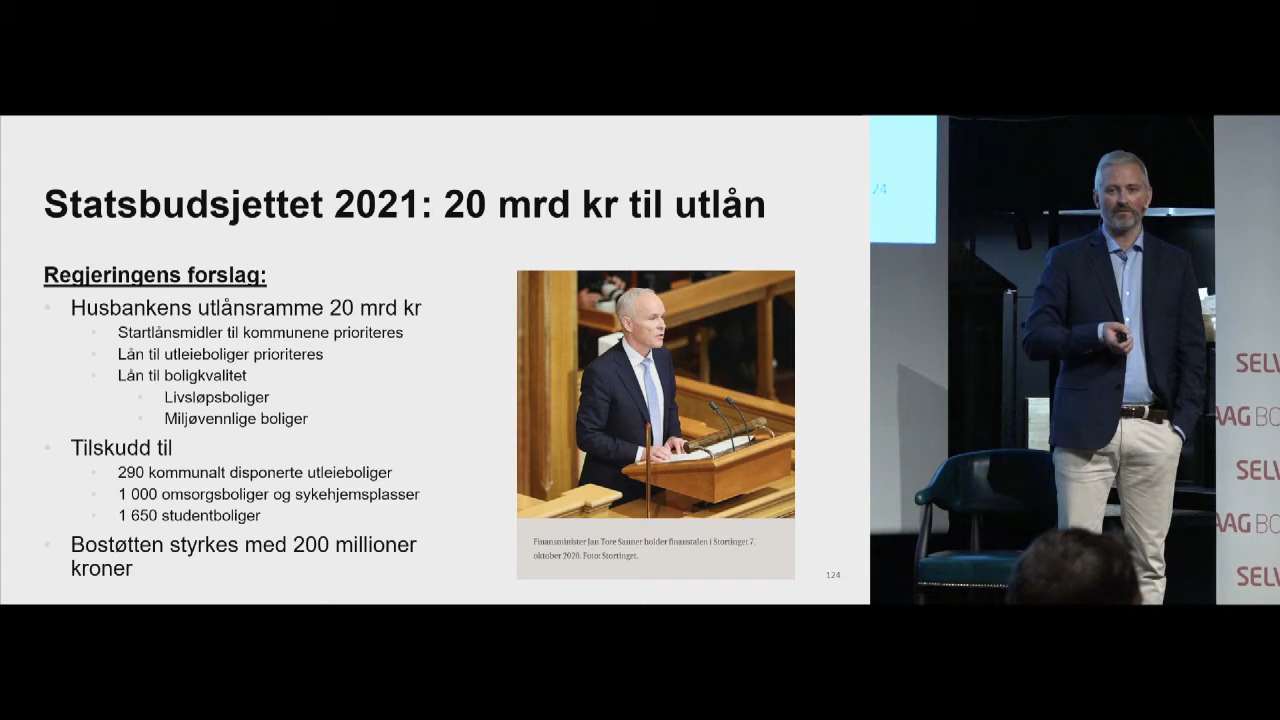 Statsbudsjettet 2021: 20 mrd kr til utlån
Regjeringens forslag:
Husbankens utlånsramme 20 mrd kr
Startlånsmidler til kommunene prioriteres
Lån til utleieboliger prioriteres
Lån til boligkvalitet
Livsløpsboliger
Miljøvennlige boliger
Tilskudd til
290 kommunalt disponerte utleieboliger
1 000 omsorgsboliger og sykehjemsplasser
1 650 studentboliger
Bostøtten styrkes med 200 millioner
kroner
Finansminister Jan Tore Sanner holder finanstalen i Stortinget 7.
oktober 2020. Foto: Stortinget.
124
24
SELV
AAG BO
SELV
AAG BO
SELV